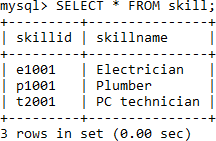 mysql> SELECT * FROM skill;
+---------+---------------+
| skillid | skillname     |
+---------+---------------+
| e1001   | Electrician   |
| p1001   | Plumber       |
| t2001   | PC technician |
+---------+---------------+
3 rows in set (0.00 sec)